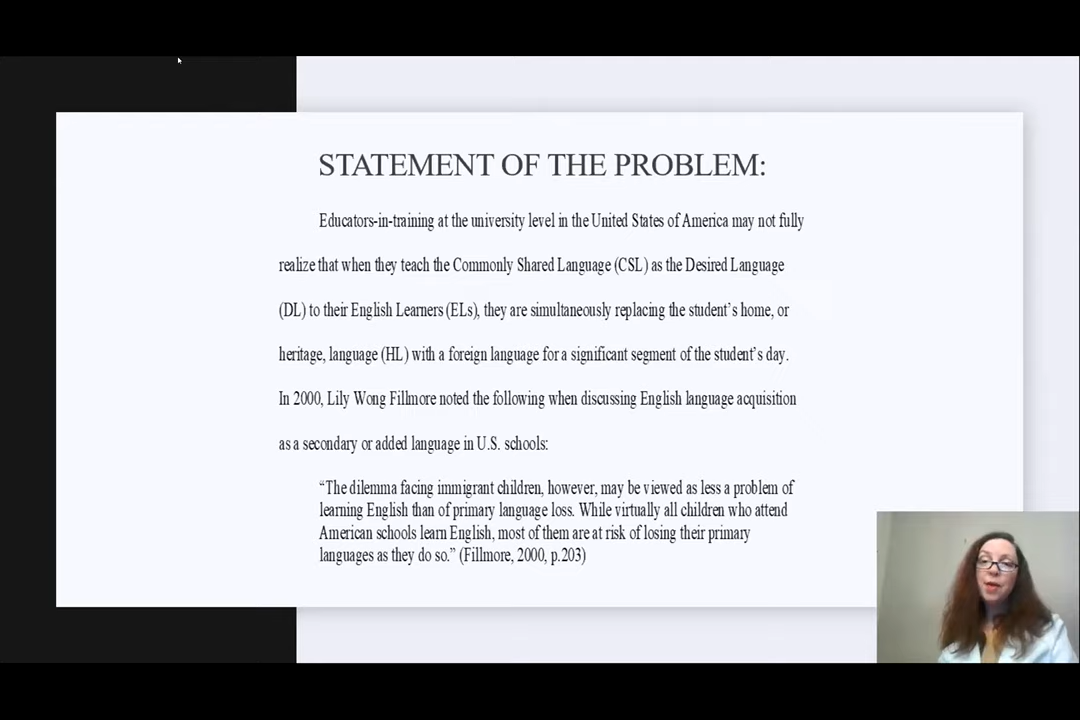 STATEMENT OF THE PROBLEM:
Educators-in-training at the university level in the United States of America may not fully
realize that when they teach the Commonly Shared Language (CSL) as the Desired Language
(DL) to their English Learners (ELs), they are simultaneously replacing the student’s home, or
heritage, language (HL) with a foreign language for a significant segment of the student’s day.
In 2000, Lily Wong Fillmore noted the following when discussing English language acquisition
as a secondary or added language in U.S. schools:
“The dilemma facing immigrant children, however, may be viewed as less a problem of
learning English than of primary language loss. While virtually all children who attend
American schools learn English, most of them are at risk of losing their primary
languages as they do so.” (Fillmore, 2000, p.203)